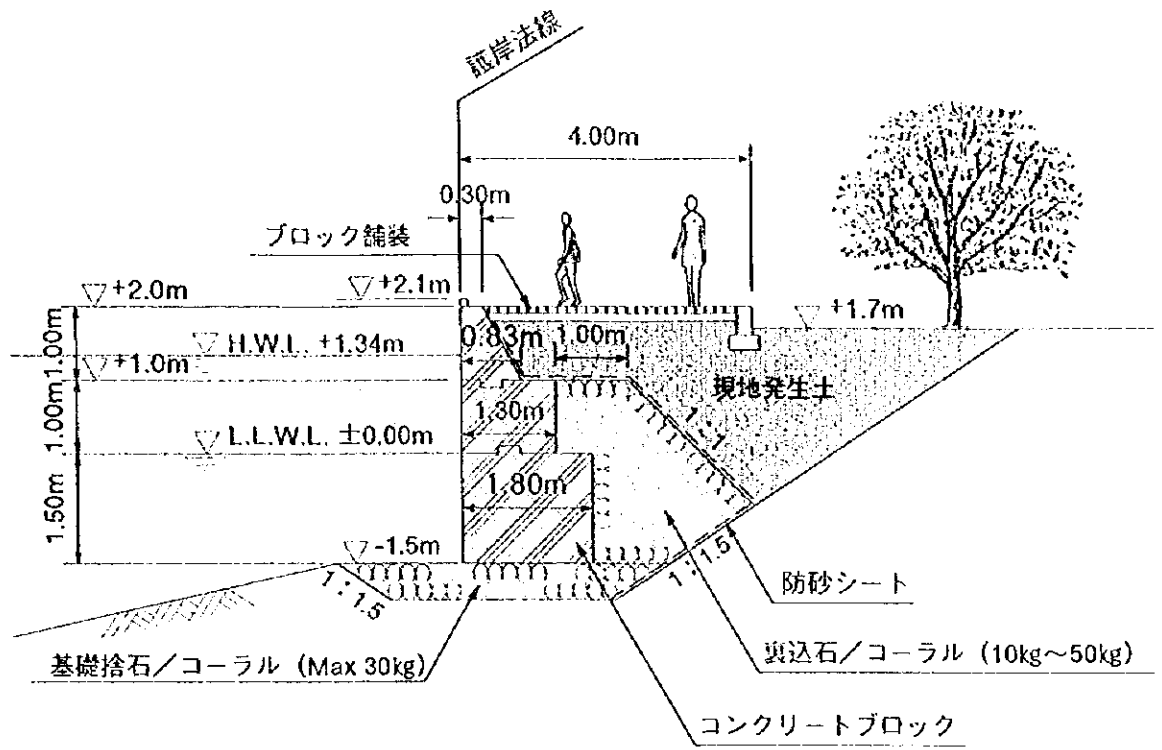 護岸法線
4.00m
0.30m
ブロック舗装
+2.0m
+2.1m
+1.7m
1.00m
0.83m
1.00m
H.W.L. +1.34m
+1.0m
現地発生土
1.00m
1.30m
1:1
L.L.W.L. ±0.00m
1.50m
1.80m
-1.5m
1:1.5
1:1.5
防砂シート
基礎捨石/コーラル (Max 30kg)
裏込石/コーラル (10kg~50kg)
コンクリートブロック